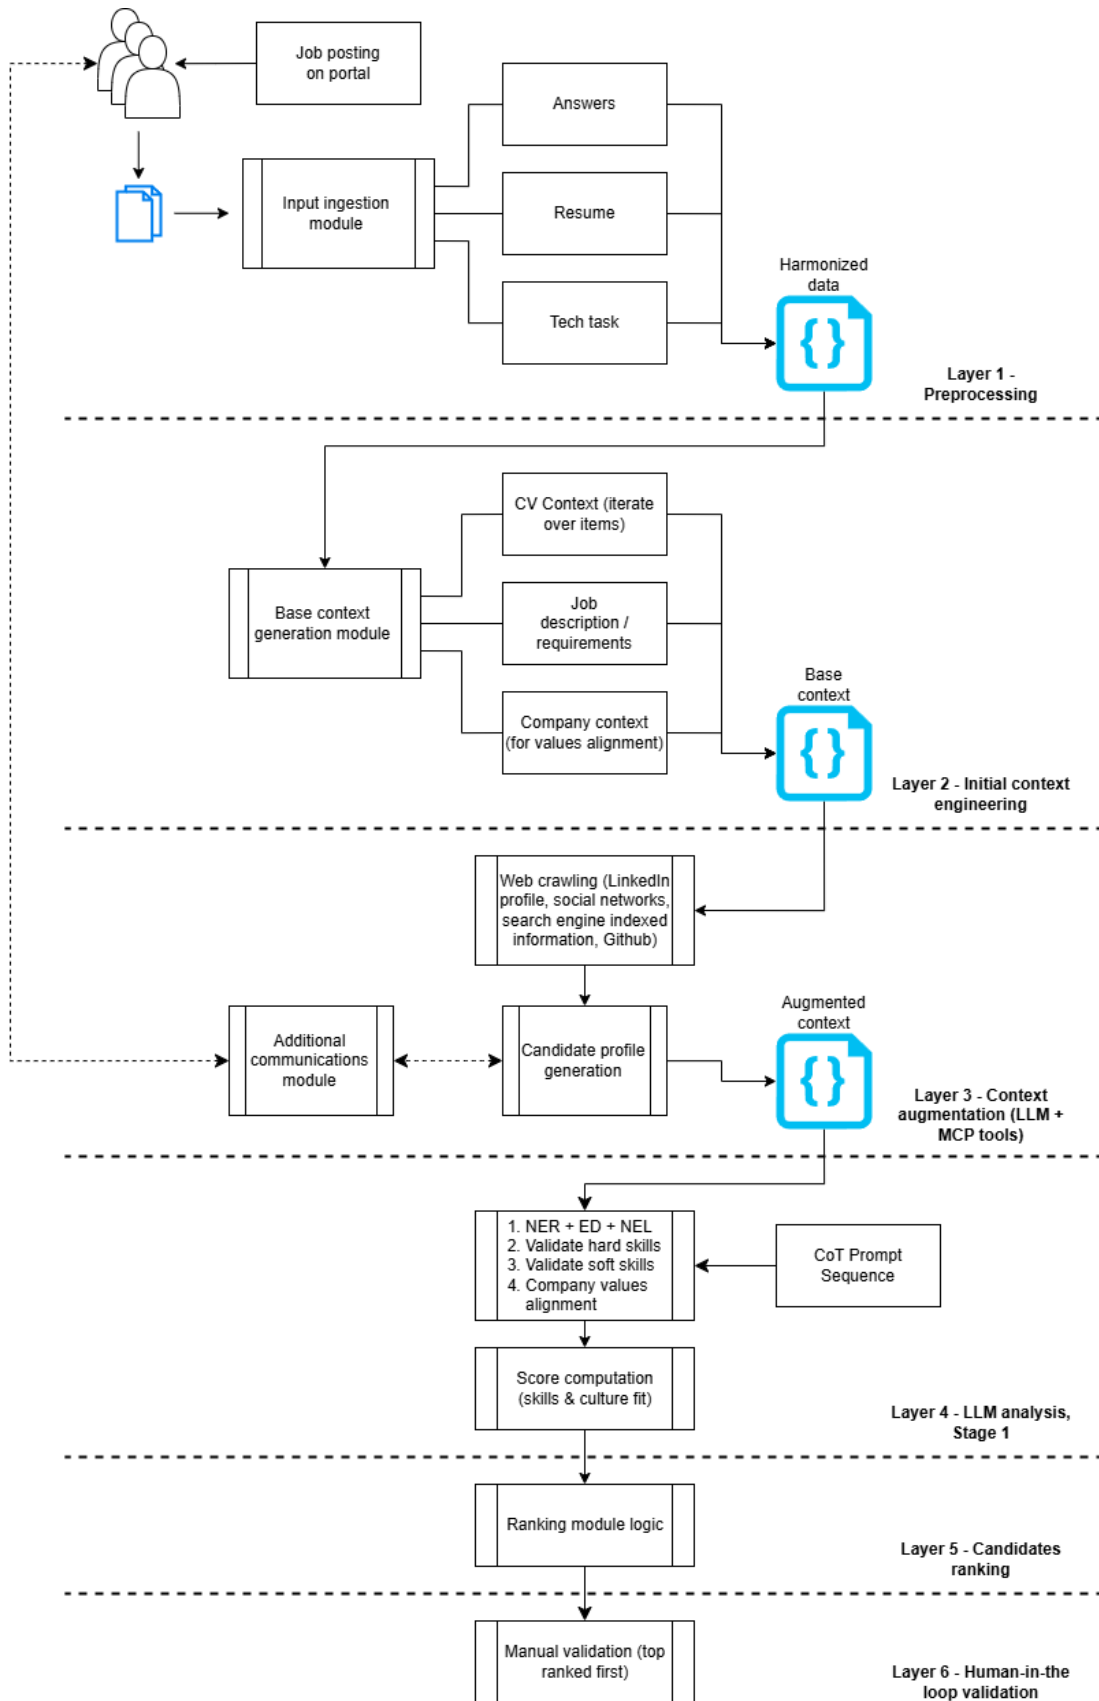 Job posting
on portal
Answers
Input ingestion
module
Resume
Tech task
Harmonized
data
{}
Layer 1 -
Preprocessing
CV Context (iterate
over items)
Base context
generation module
Job
description /
requirements
Company context
(for values alignment)
Base
context
{}
Layer 2 - Initial context
engineering
Web crawling (LinkedIn
profile, social networks,
search engine indexed
information, Github)
Additional
communications
module
Candidate profile
generation
Augmented
context
{}
Layer 3 - Context
augmentation (LLM +
MCP tools)
1. NER + ED + NEL
2. Validate hard skills
3. Validate soft skills
4. Company values
alignment
CoT Prompt
Sequence
Score computation
(skills & culture fit)
Layer 4 - LLM analysis,
Stage 1
Ranking module logic
Layer 5 - Candidates
ranking
Manual validation (top
ranked first)
Layer 6 - Human-in-the
loop validation